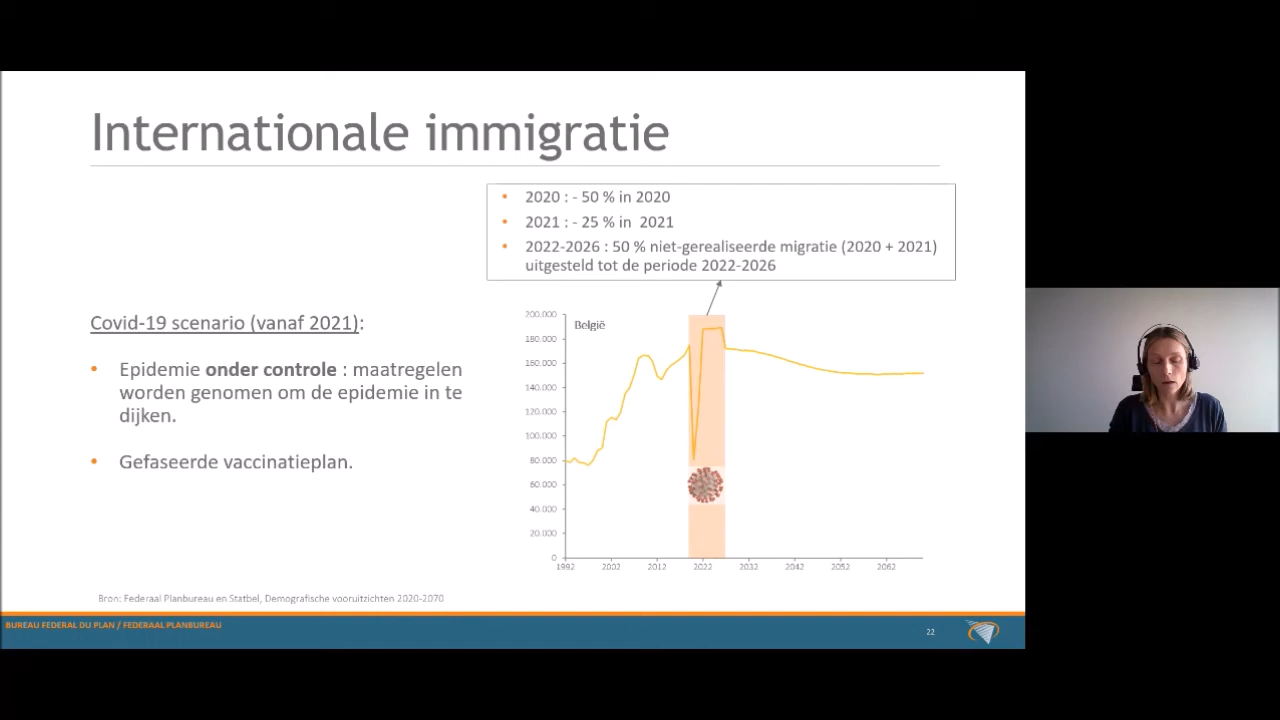 Internationale immigratie
• 2020 : - 50 % in 2020
• 2021 : - 25 % in 2021
• 2022-2026 : 50 % niet-gerealiseerde migratie (2020 + 2021)
uitgesteld tot de periode 2022-2026
Covid-19 scenario (vanaf 2021):
• Epidemie onder controle : maatregelen
worden genomen om de epidemie in te
dijken.
• Gefaseerde vaccinatieplan.
België
200.000
180.000
160.000
140.000
120.000
100.000
80.000
60.000
40.000
20.000
0
1992 2002 2012 2022 2032 2042 2052 2062
Bron: Federaal Planbureau en Statbel, Demografische vooruitzichten 2020-2070
BUREAU FEDERAL DU PLAN / FEDERAAL PLANBUREAU
22